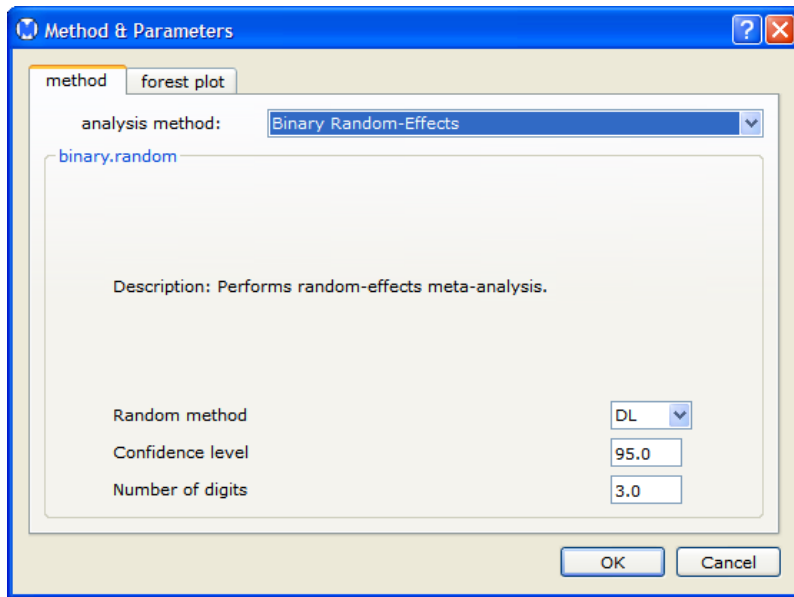 Method & Parameters
method
forest plot
analysis method:
Binary Random-Effects
binary.random
Description: Performs random-effects meta-analysis.
Random method
DL
Confidence level
95.0
Number of digits
3.0
OK
Cancel